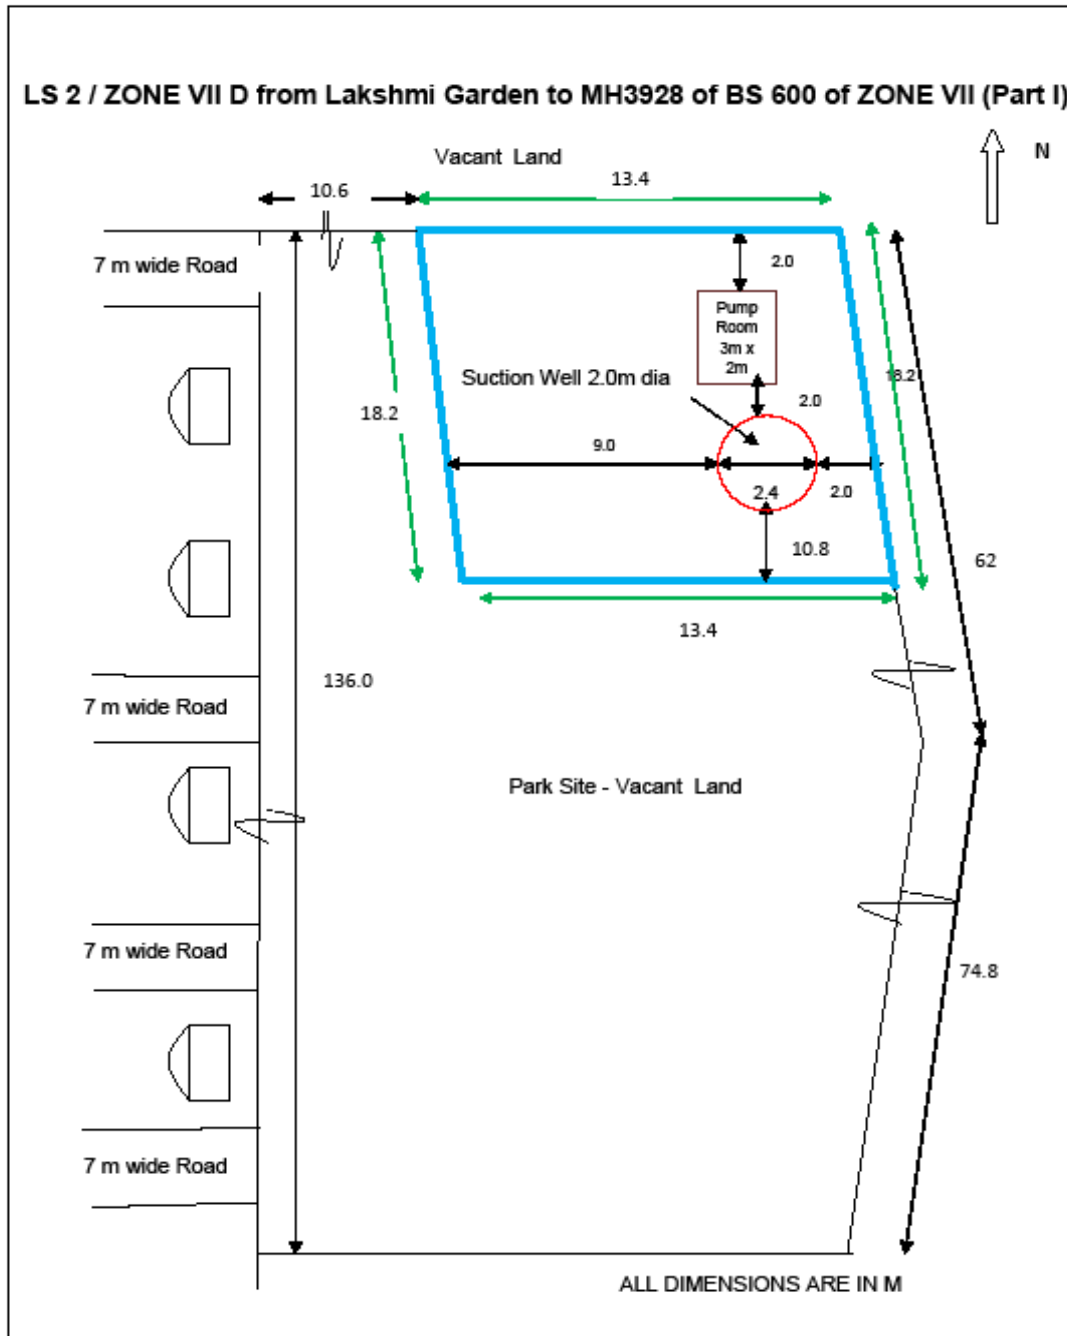 LS 2 / ZONE VII D from Lakshmi Garden to MH3928 of BS 600 of ZONE VII (Part I)
N
Vacant Land
10.6
13.4
7 m wide Road
2.0
Pump
Room
3m x
2m
Suction Well 2.0m dia
18.2
18.2
2.0
9.0
2.4
2.0
10.8
62
13.4
136.0
7 m wide Road
Park Site - Vacant Land
7 m wide Road
74.8
7 m wide Road
ALL DIMENSIONS ARE IN M